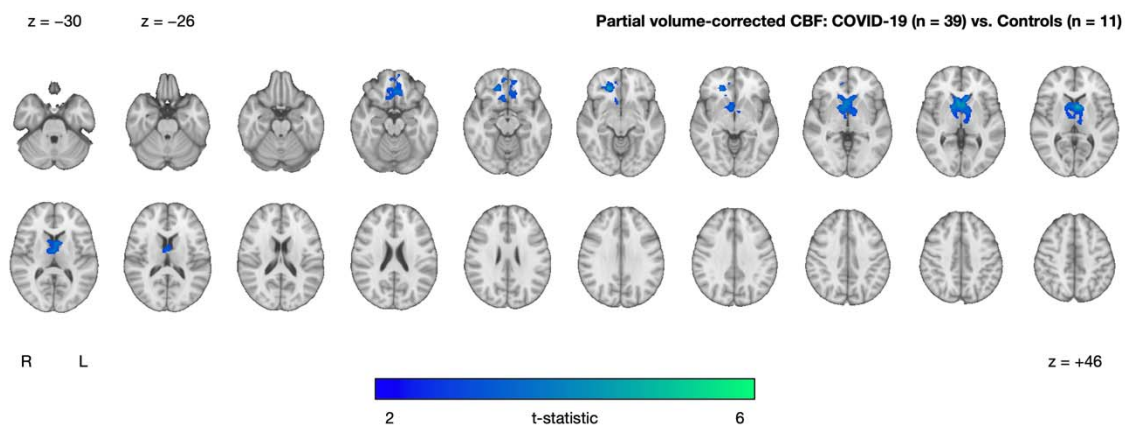 z = −30
z = −26
Partial volume-corrected CBF: COVID-19 (n = 39) vs. Controls (n = 11)
R
L
z = +46
2
t-statistic
6